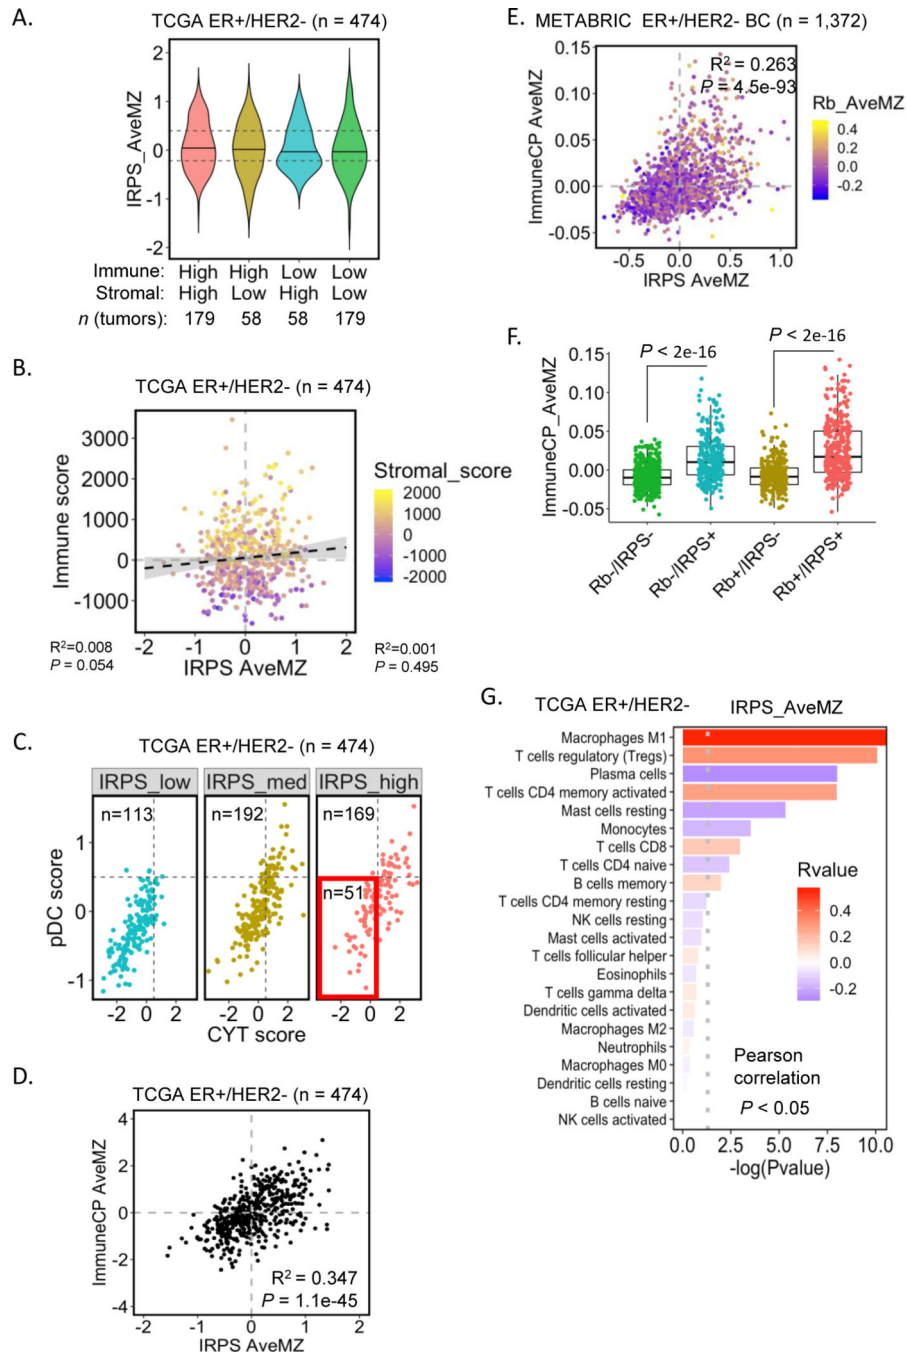 A.
TCGA ER+/HER2- (n = 474)
IRPS_AveMZ
2
1
0
-1
-2
Immune: High High Low Low
Stromal: High Low High Low
n (tumors): 179 58 58 179
B.
TCGA ER+/HER2- (n = 474)
Immune score
3000
2000
1000
0
-1000
-2 -1 0 1 2
IRPS AveMZ
R²=0.008
P = 0.054
R²=0.001
P = 0.495
Stromal_score
2000
1000
0
-1000
-2000
C.
TCGA ER+/HER2- (n = 474)
IRPS_low IRPS_med IRPS_high
n=113 n=192 n=169
n=51
pDC score
1
0
-1
-2 0 2 -2 0 2 -2 0 2
CYT score
D.
TCGA ER+/HER2- (n = 474)
ImmuneCP AveMZ
4
2
0
-2
-4
R² = 0.347
P = 1.1e-45
-2 -1 0 1 2
IRPS AveMZ
E.
METABRIC ER+/HER2- BC (n = 1,372)
ImmuneCP AveMZ
0.15
0.10
0.05
0.00
-0.05
R² = 0.263
P = 4.5e-93
-0.5 0.0 0.5 1.0
IRPS AveMZ
Rb_AveMZ
0.4
0.2
0.0
-0.2
F.
ImmuneCP_AveMZ
0.15
0.10
0.05
0.00
-0.05
P < 2e-16
P < 2e-16
Rb-/IRPS- Rb-/IRPS+ Rb+/IRPS- Rb+/IRPS+
G.
TCGA ER+/HER2- IRPS_AveMZ
Macrophages M1
T cells regulatory (Tregs)
Plasma cells
T cells CD4 memory activated
Mast cells resting
Monocytes
T cells CD8
T cells CD4 naive
B cells memory
T cells CD4 memory resting
NK cells resting
Mast cells activated
T cells follicular helper
Eosinophils
T cells gamma delta
Dendritic cells activated
Macrophages M2
Neutrophils
Macrophages M0
Dendritic cells resting
B cells naive
NK cells activated
Rvalue
0.4
0.2
0.0
-0.2
Pearson
correlation
P < 0.05
0.0 2.5 5.0 7.5 10.0
-log(Pvalue)